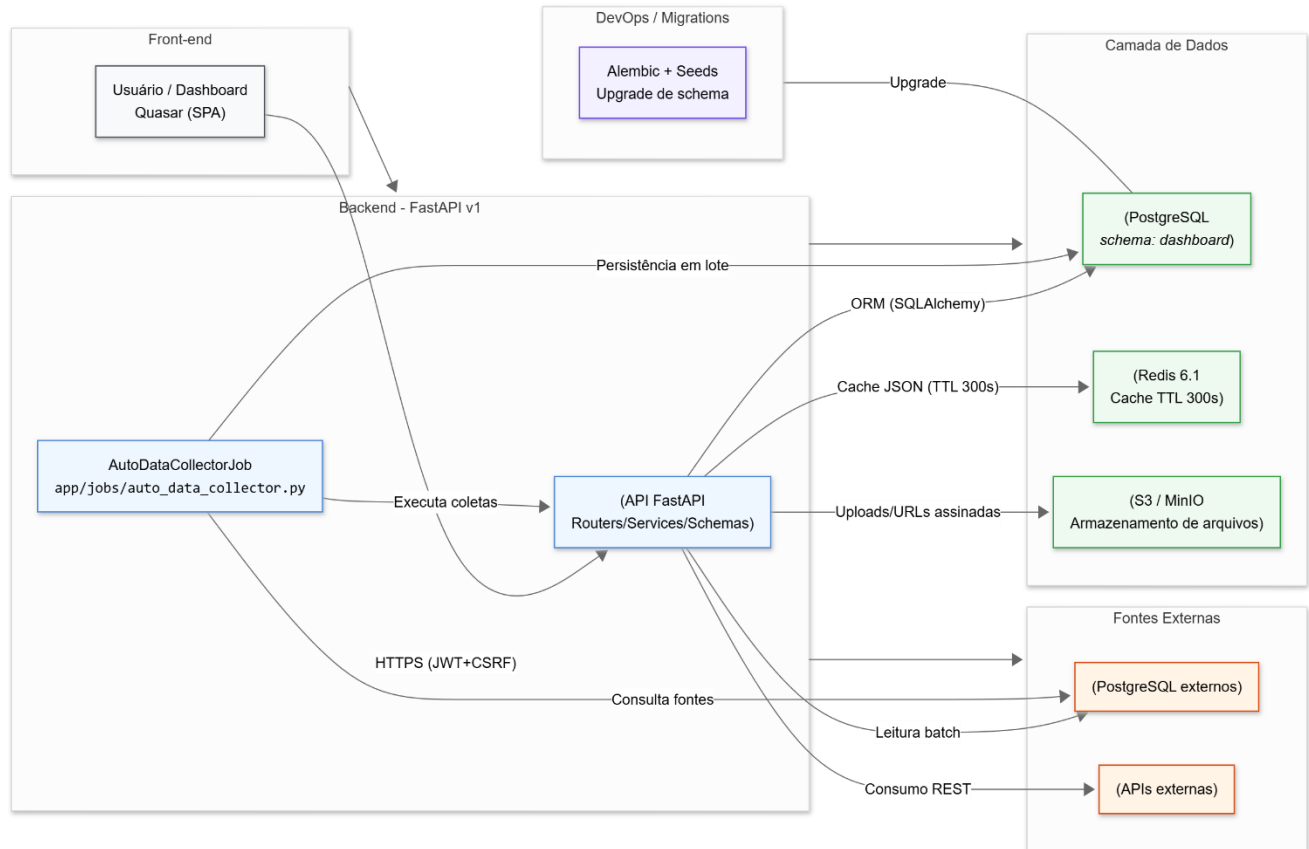 Front-end
Usuário / Dashboard
Quasar (SPA)
DevOps / Migrations
Alembic + Seeds
Upgrade de schema
Upgrade
Camada de Dados
(PostgreSQL
schema: dashboard)
(Redis 6.1
Cache TTL 300s)
(S3 / MinIO
Armazenamento de arquivos)
Backend - FastAPI v1
Persistência em lote
ORM (SQLAlchemy)
Cache JSON (TTL 300s)
AutoDataCollectorJob
app/jobs/auto_data_collector.py
Executa coletas
(API FastAPI
Routers/Services/Schemas)
Uploads/URLs assinadas
HTTPS (JWT+CSRF)
Consulta fontes
Leitura batch
Consumo REST
Fontes Externas
(PostgreSQL externos)
(APIs externas)